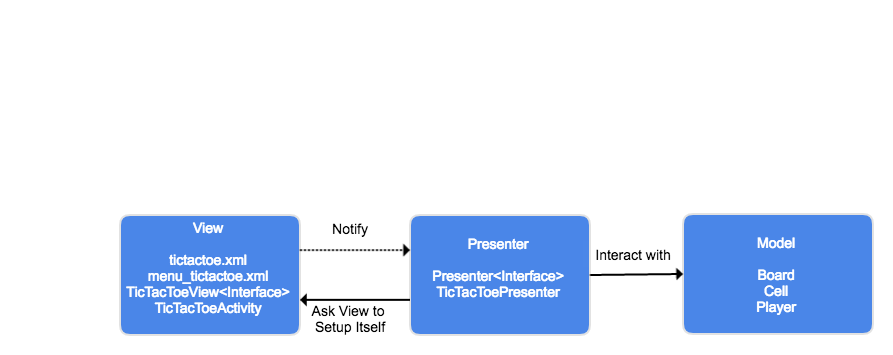 View
tictactoe.xml
menu_tictactoe.xml
TicTacToeView<Interface>
TicTacToeActivity
Notify
Ask View to
Setup Itself
Presenter
Presenter<Interface>
TicTacToePresenter
Interact with
Model
Board
Cell
Player